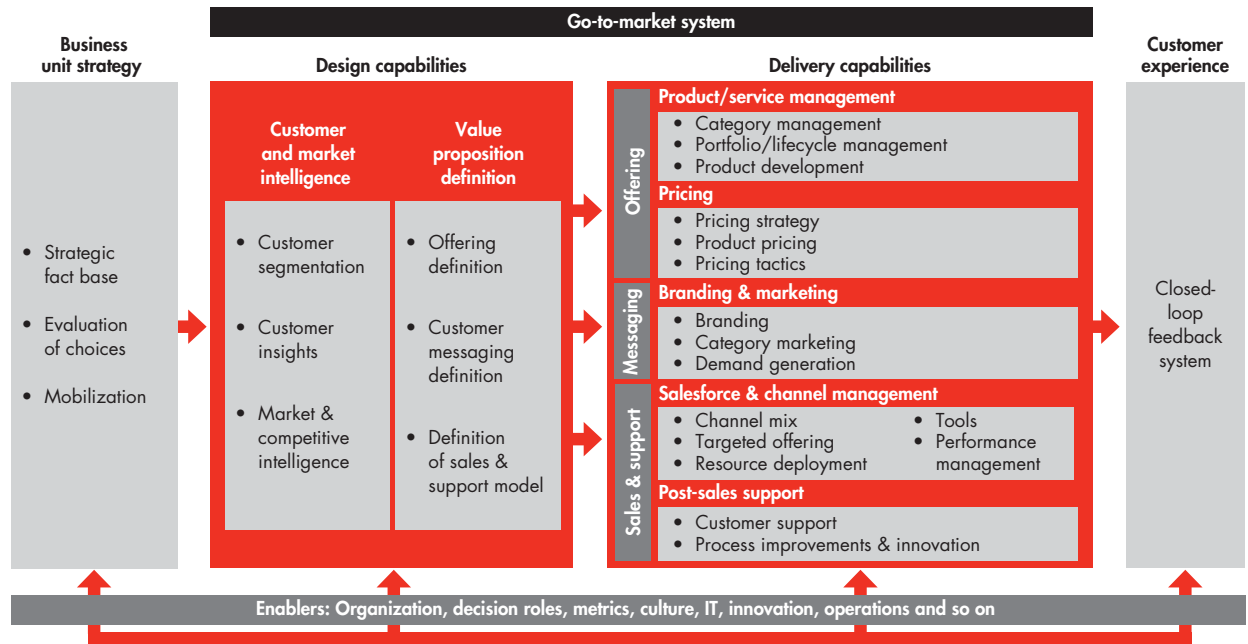 Go-to-market system
Business
unit strategy
Design capabilities
Delivery capabilities
Customer
experience
• Strategic
fact base
• Evaluation
of choices
• Mobilization
Customer
and market
intelligence
• Customer
segmentation
• Customer
insights
• Market &
competitive
intelligence
Value
proposition
definition
• Offering
definition
• Customer
messaging
definition
• Definition
of sales &
support model
Offering
Product/service management
• Category management
• Portfolio/lifecycle management
• Product development
Pricing
• Pricing strategy
• Product pricing
• Pricing tactics
Messaging
Branding & marketing
• Branding
• Category marketing
• Demand generation
Sales & support
Salesforce & channel management
• Channel mix
• Targeted offering
• Resource deployment
• Tools
• Performance
management
Post-sales support
• Customer support
• Process improvements & innovation
Closed-
loop
feedback
system
Enablers: Organization, decision roles, metrics, culture, IT, innovation, operations and so on